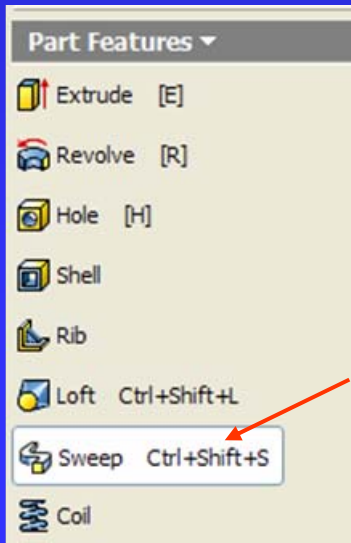 Part Features
Extrude [E]
Revolve [R]
Hole [H]
Shell
Rib
Loft Ctrl+Shift+L
Sweep Ctrl+Shift+S
Coil